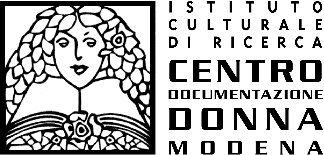 ISTITUTO
CULTURALE
DI RICERCA
CENTRO
DOCUMENTAZIONE
DONNA
MODENA